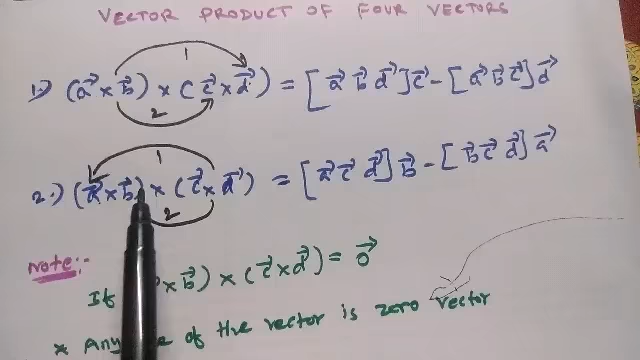 VECTOR PRODUCT OF FOUR VECTORS
1
1.) (a⃗ × b⃗) × (c⃗ × d⃗) = [a⃗ b⃗ d⃗]c⃗ - [a⃗ b⃗ c⃗]d⃗
2
1
2.) (a⃗ × b⃗) × (c⃗ × d⃗) = [a⃗ c⃗ d⃗]b⃗ - [b⃗ c⃗ d⃗]a⃗
2
Note:-
If × b⃗) × (c⃗ × d⃗) = 0⃗
* Any of the vector is zero vector